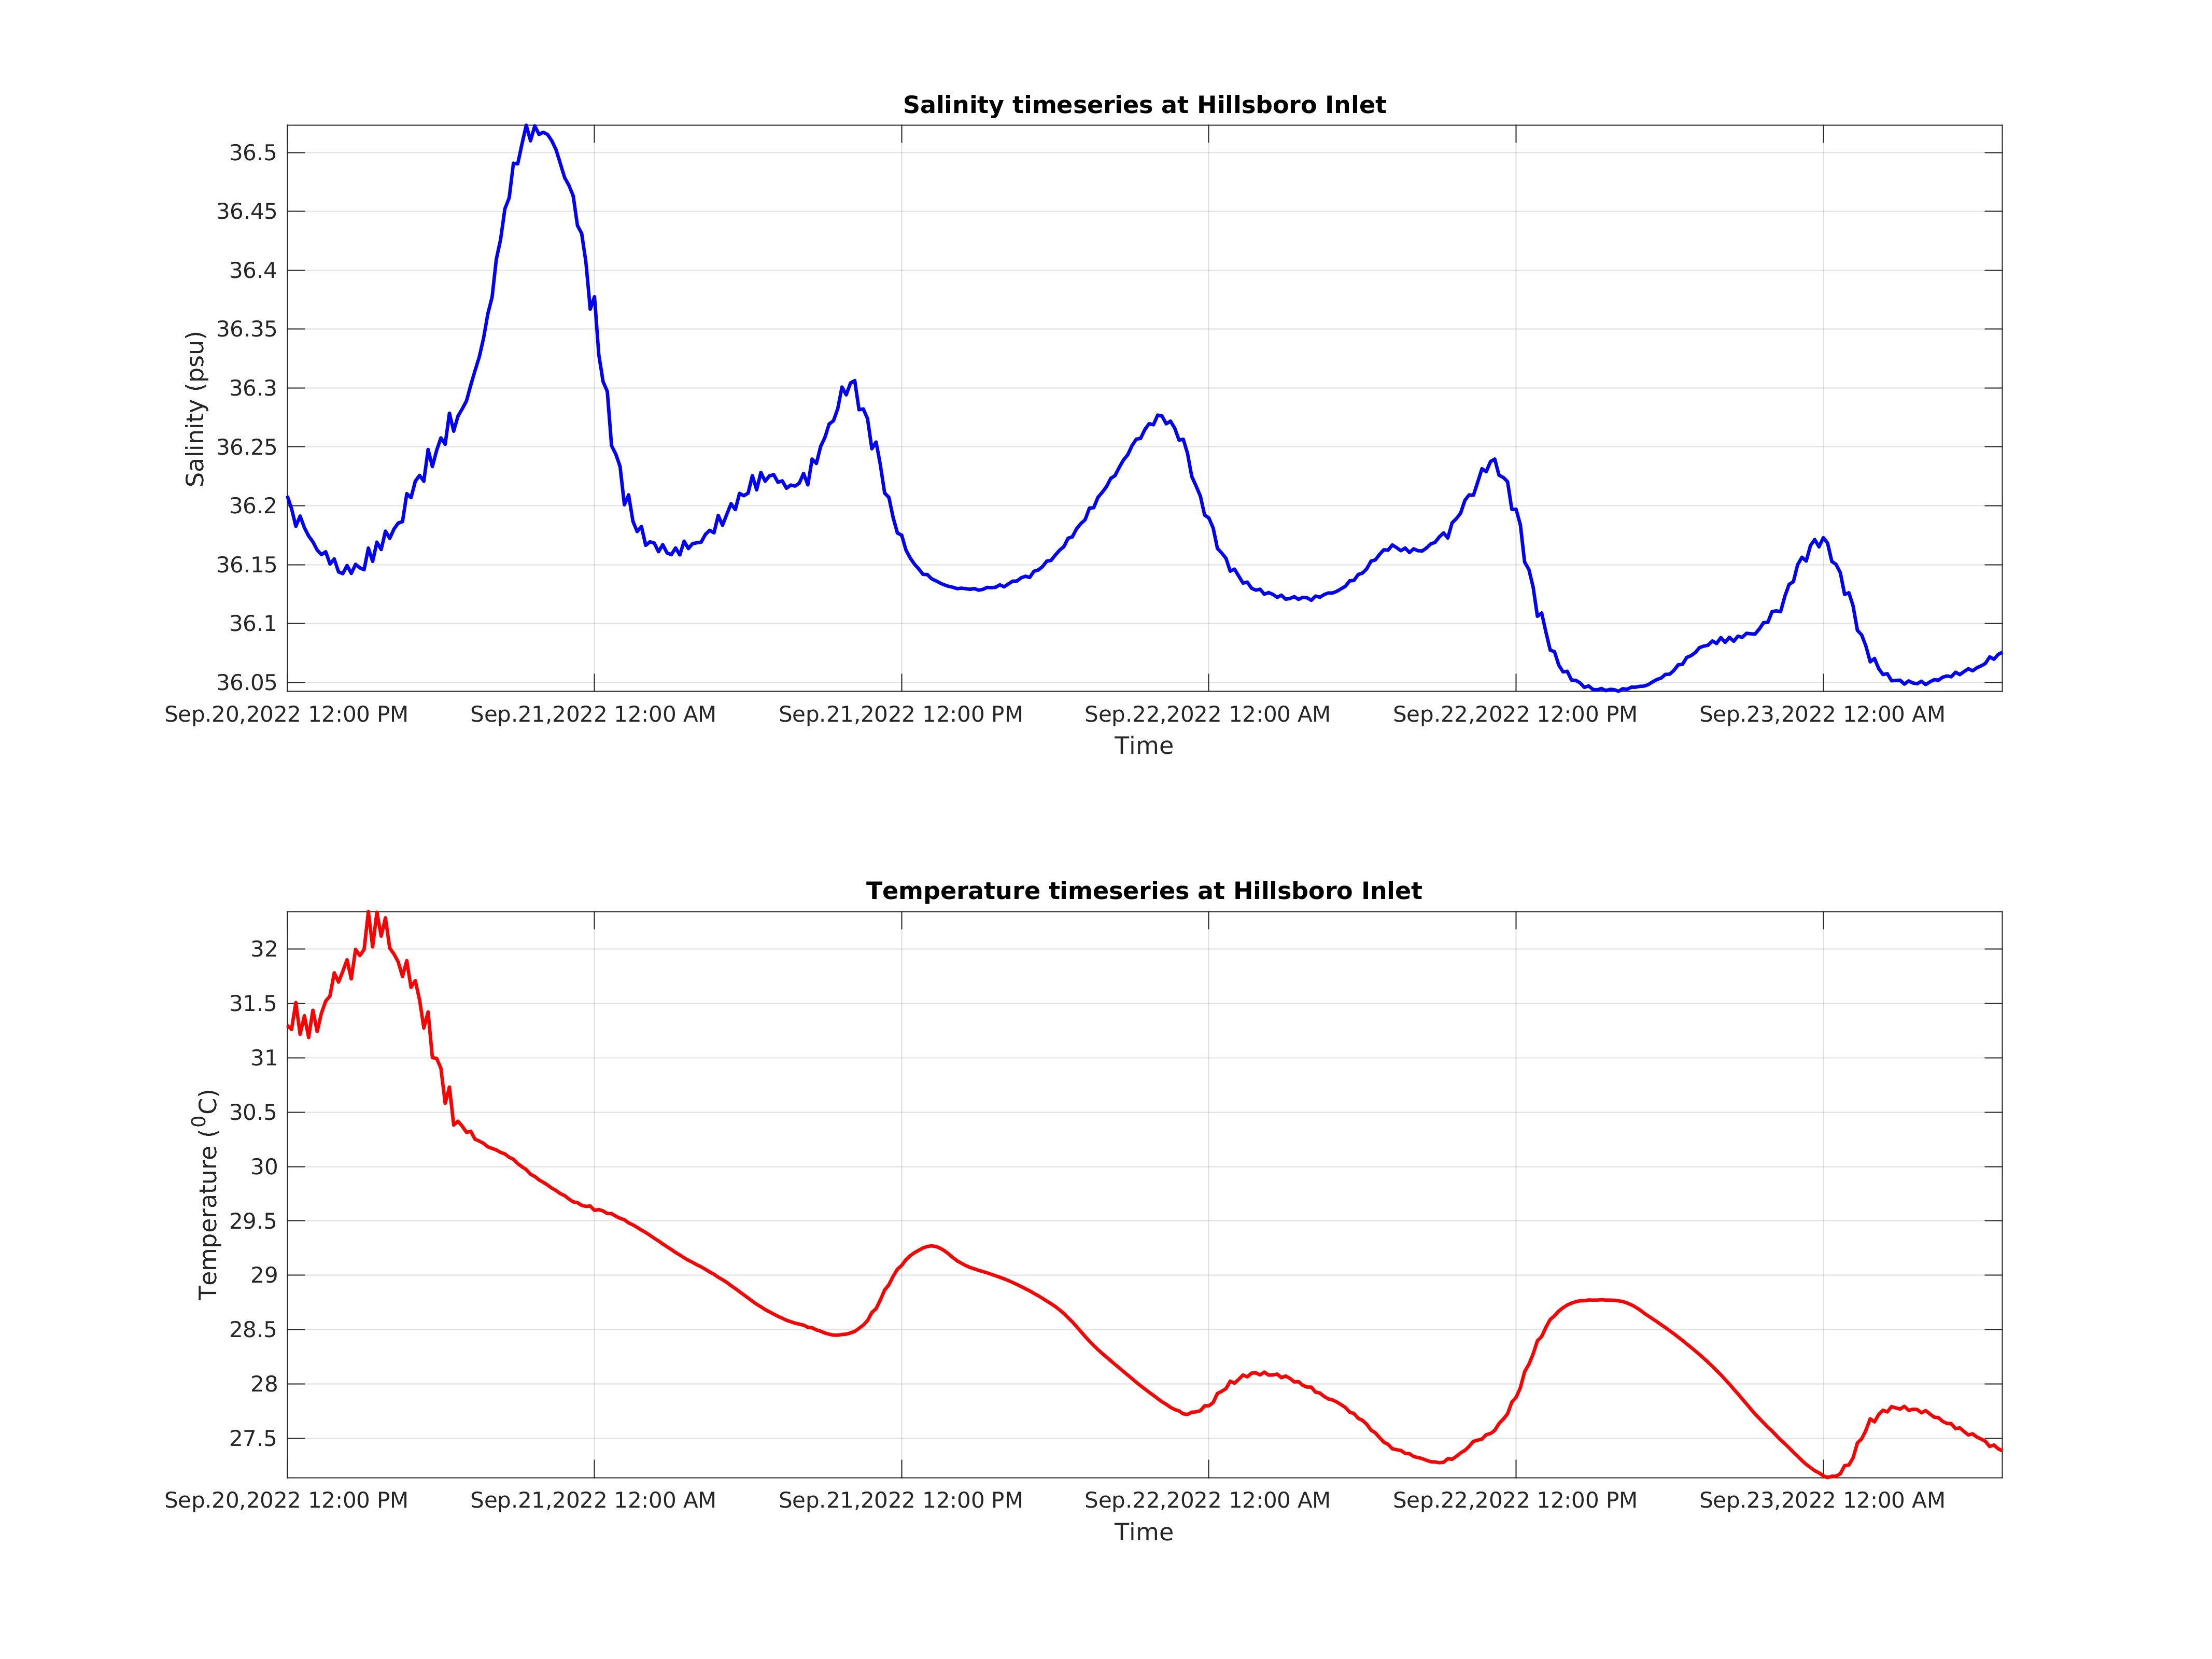 Salinity timeseries at Hillsboro Inlet
Salinity (psu)
36.5
36.45
36.4
36.35
36.3
36.25
36.2
36.15
36.1
36.05
Sep.20,2022 12:00 PM Sep.21,2022 12:00 AM Sep.21,2022 12:00 PM Sep.22,2022 12:00 AM Sep.22,2022 12:00 PM Sep.23,2022 12:00 AM
Time
Temperature timeseries at Hillsboro Inlet
Temperature (⁰C)
32
31.5
31
30.5
30
29.5
29
28.5
28
27.5
Sep.20,2022 12:00 PM Sep.21,2022 12:00 AM Sep.21,2022 12:00 PM Sep.22,2022 12:00 AM Sep.22,2022 12:00 PM Sep.23,2022 12:00 AM
Time